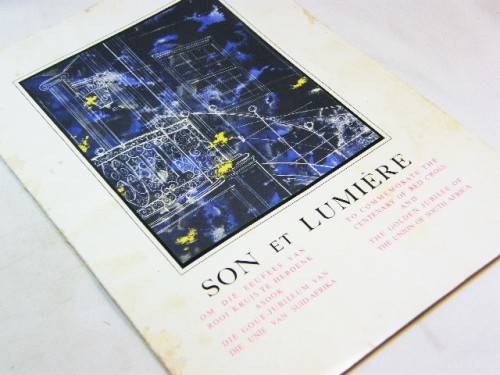 SON ET LUMIÈRE
OM DIE EEUFEES VAN
ROOI KRUIS TE HERDENK
ASOOK
DIE GOUE JUBILEUM VAN
DIE UNIE VAN SUID-AFRIKA
TO COMMEMORATE THE
CENTENARY OF RED CROSS
AND
THE GOLDEN JUBILEE OF
THE UNION OF SOUTH AFRICA